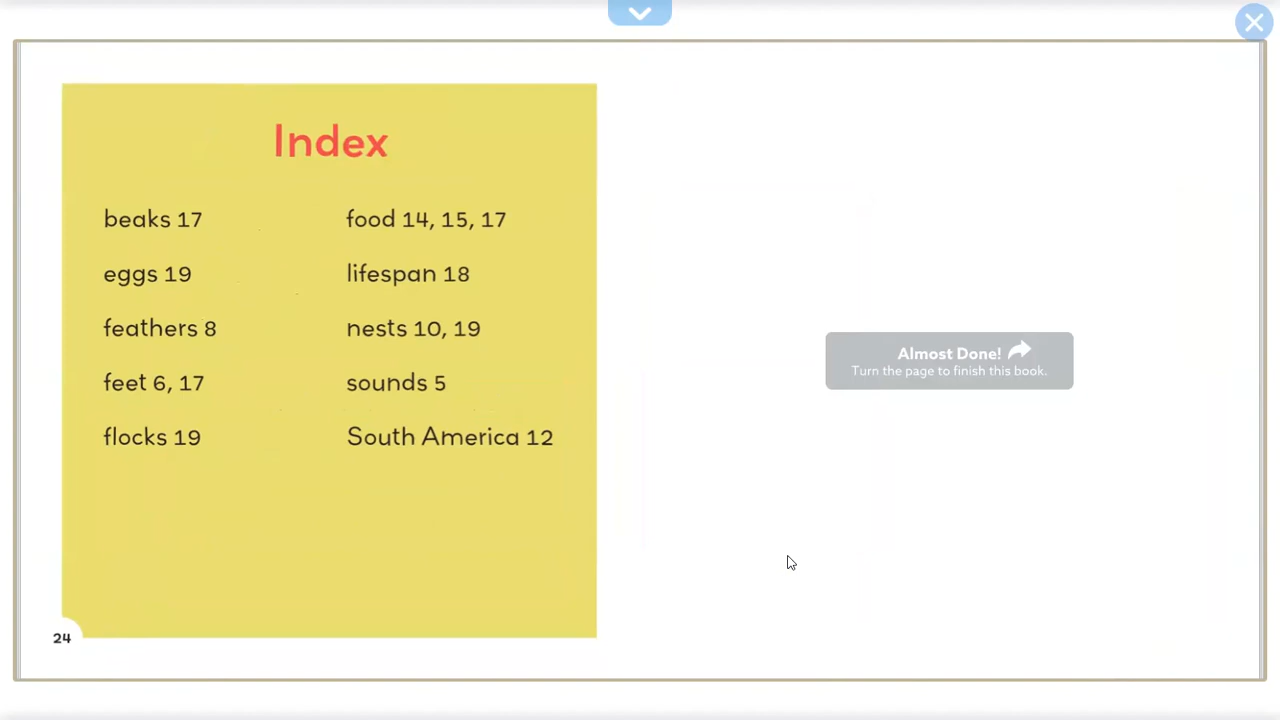 Index
beaks 17
eggs 19
feathers 8
feet 6, 17
flocks 19
food 14, 15, 17
lifespan 18
nests 10, 19
sounds 5
South America 12
24
Almost Done!
Turn the page to finish this book.